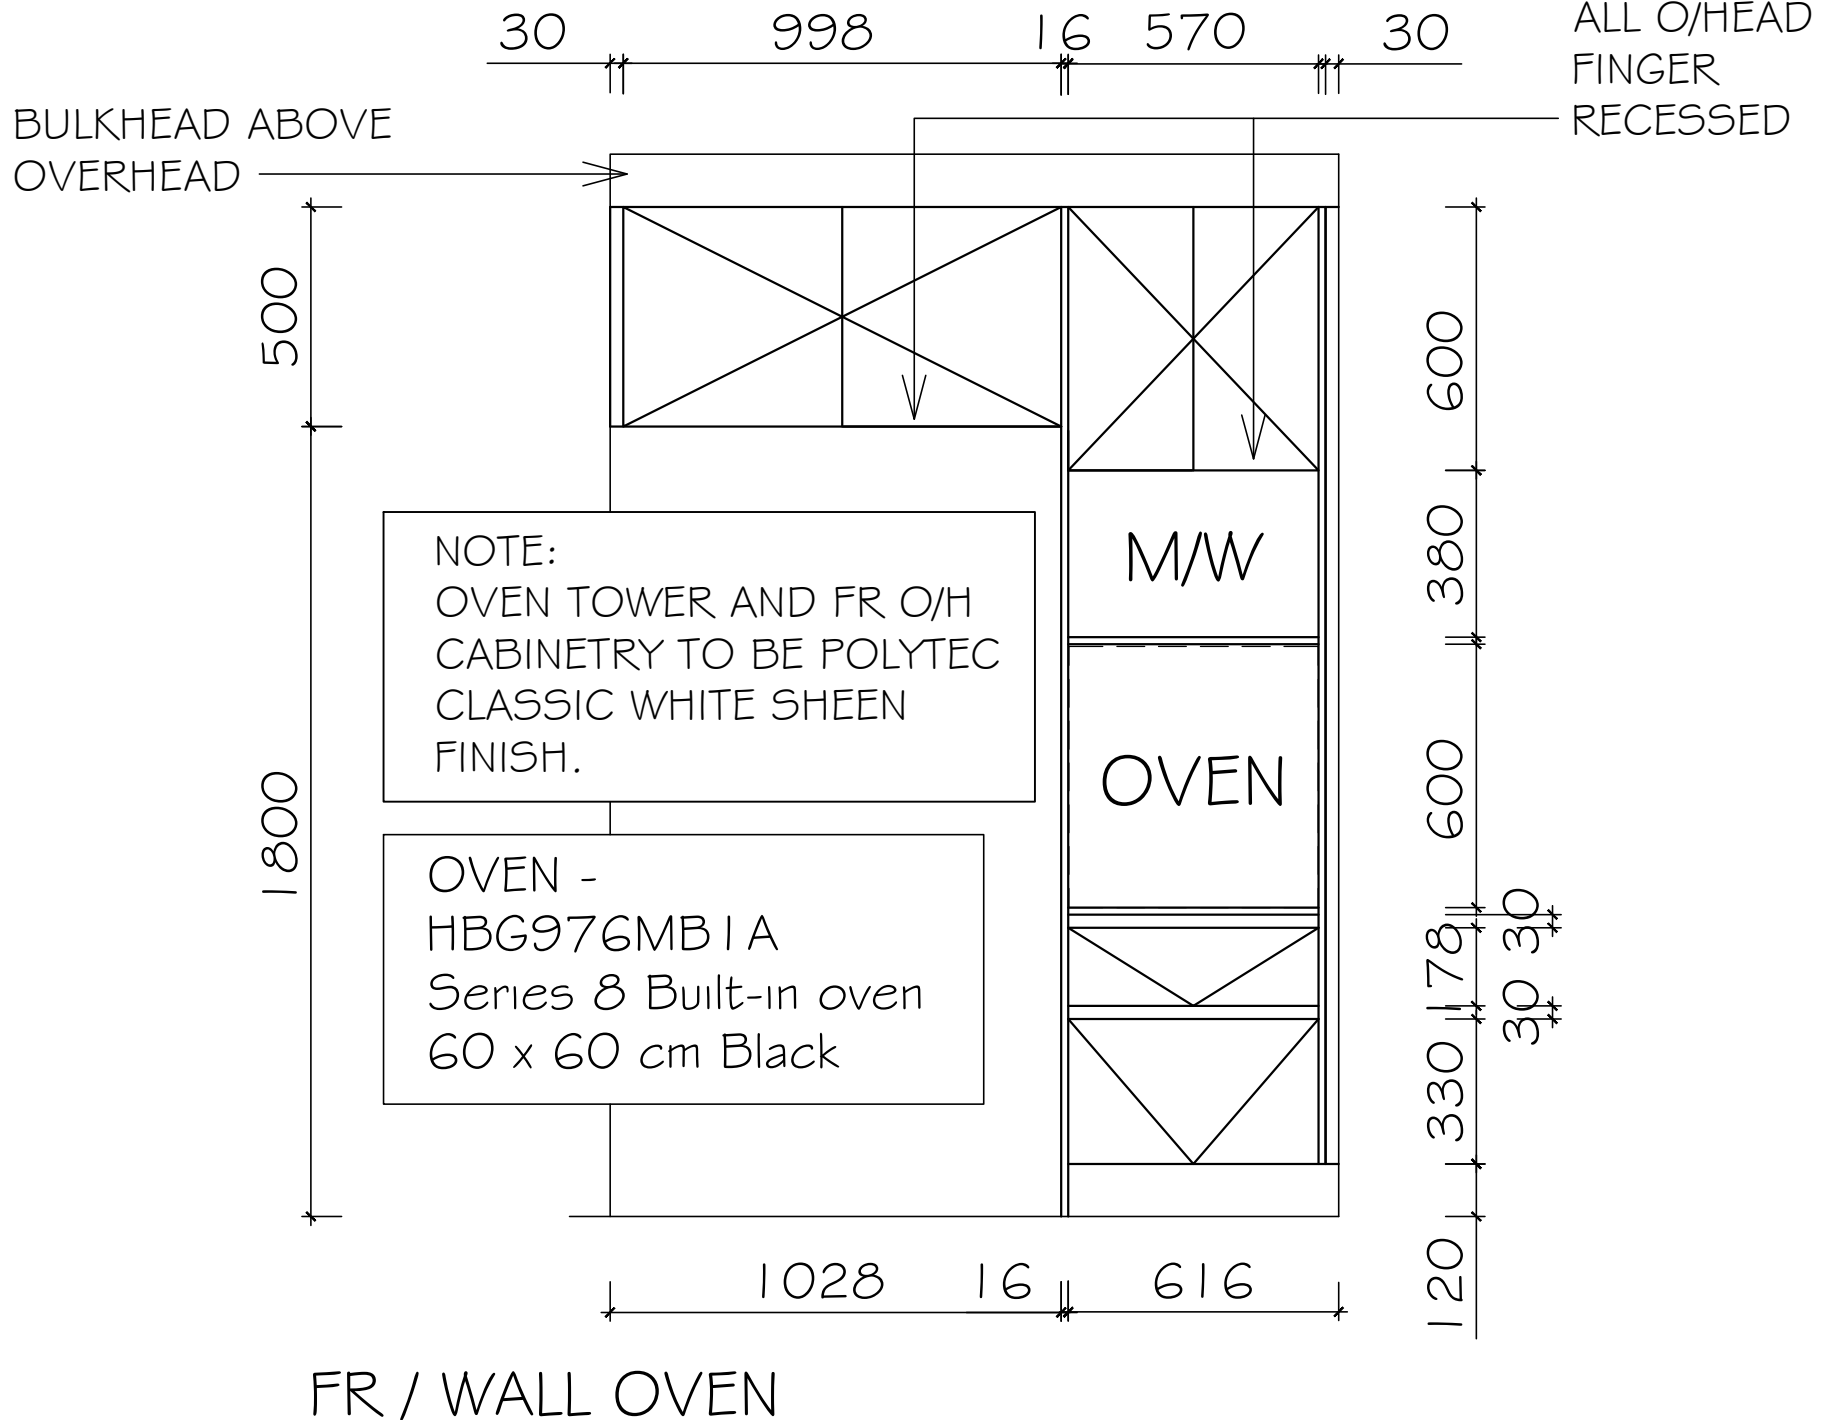 30 998 16 570 30
ALL O/HEAD
FINGER
RECESSED
BULKHEAD ABOVE
OVERHEAD
500
1800
600
380
600
30
178
30
330
120
M/W
OVEN
NOTE:
OVEN TOWER AND FR O/H
CABINETRY TO BE POLYTEC
CLASSIC WHITE SHEEN
FINISH.
OVEN -
HBG976MB1A
Series 8 Built-in oven
60 x 60 cm Black
1028 16 616
FR / WALL OVEN